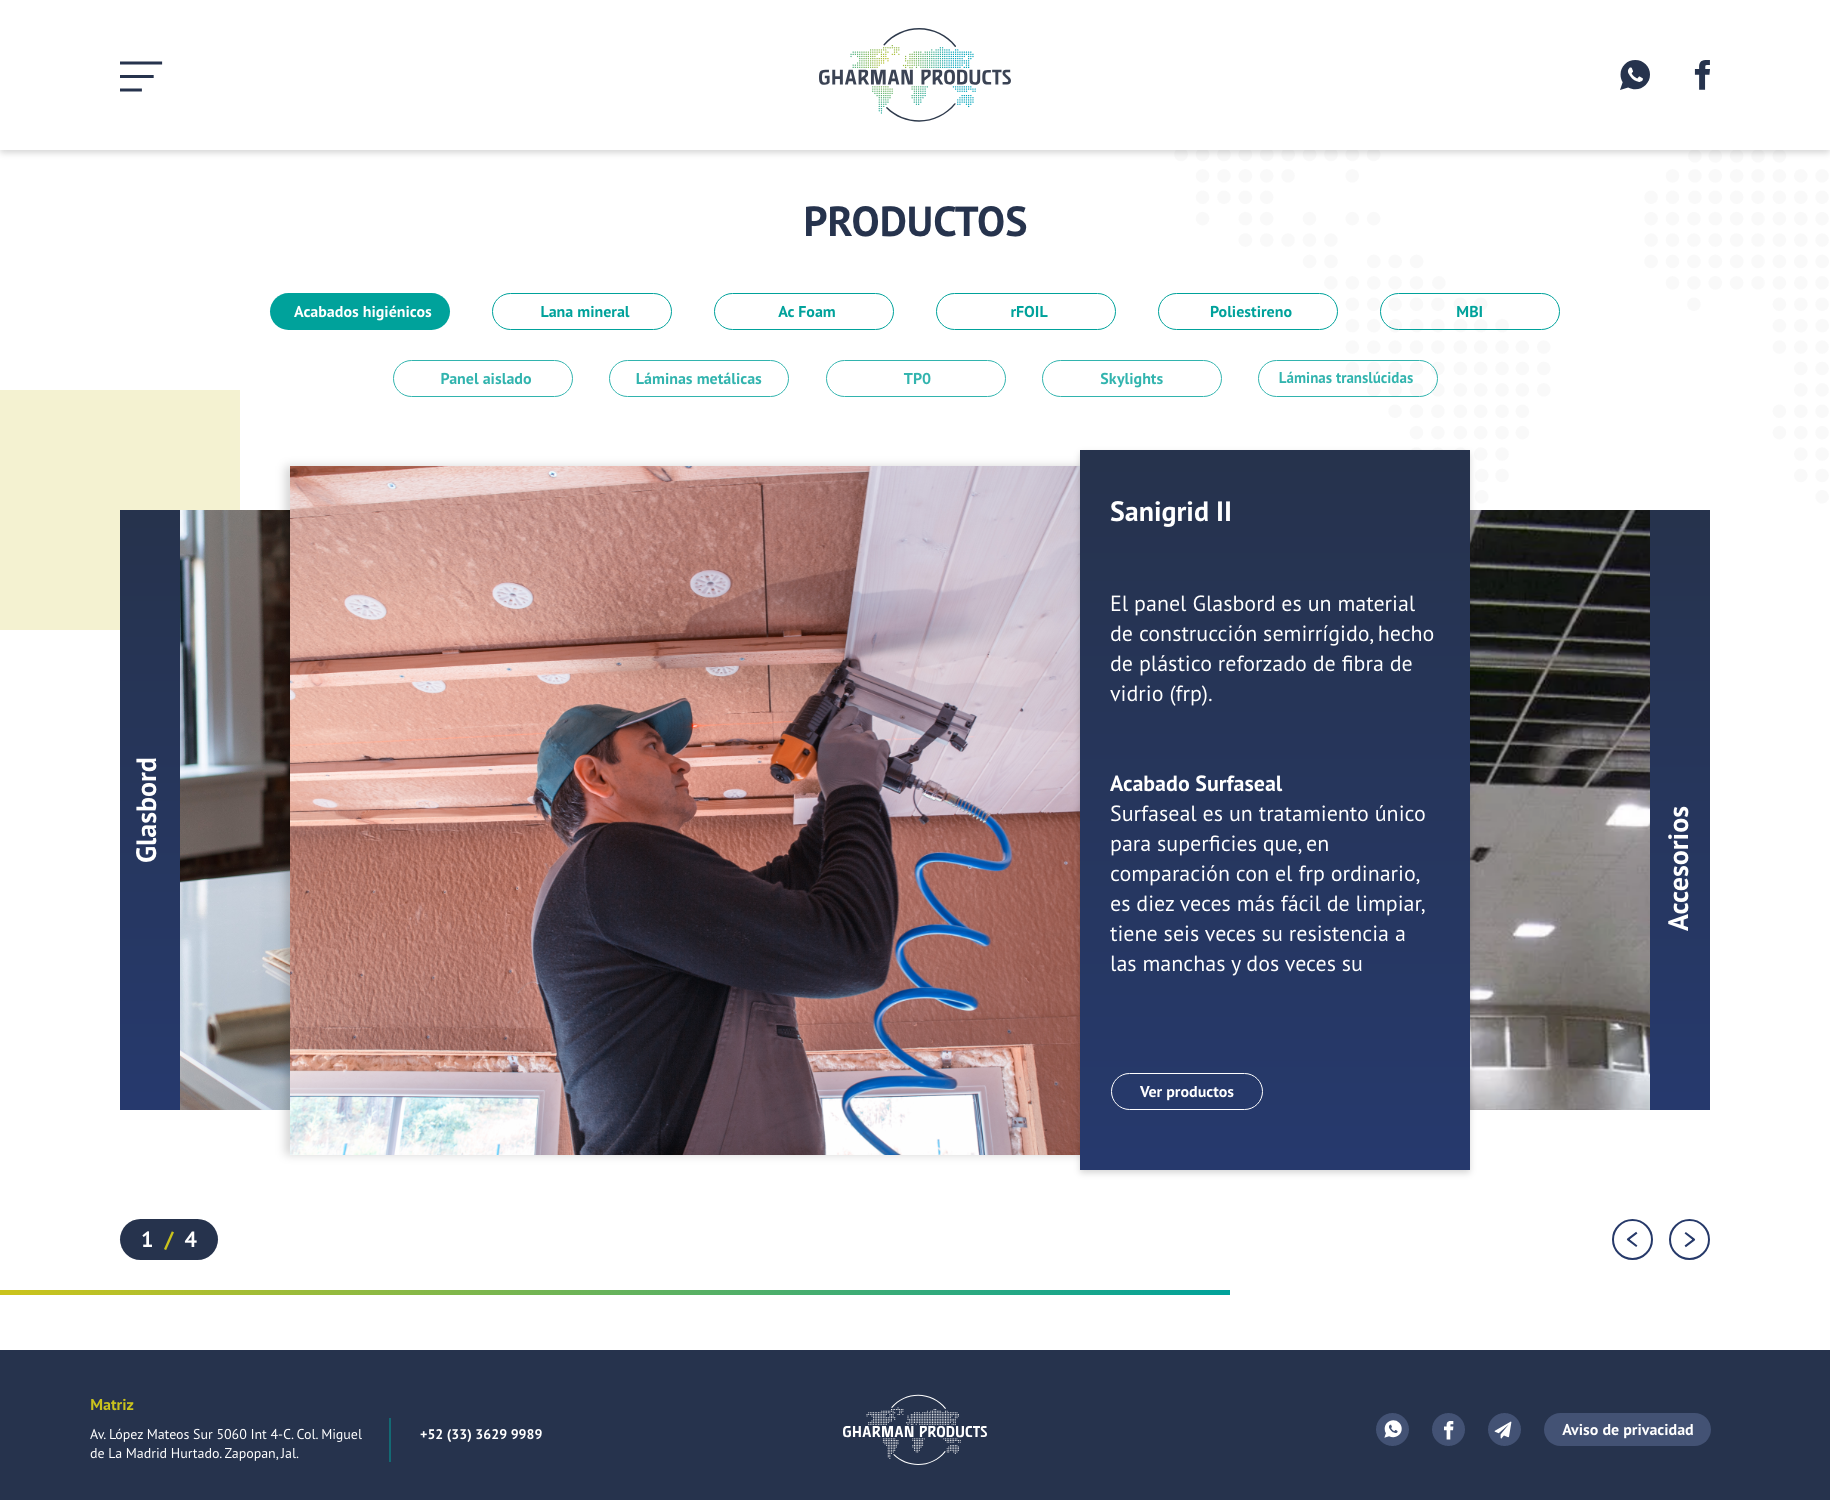 GHARMAN PRODUCTS
PRODUCTOS
Acabados higiénicos
Lana mineral
Ac Foam
rFOIL
Poliestireno
MBI
Panel aislado
Láminas metálicas
TP0
Skylights
Láminas translúcidas
Glasbord
Sanigrid II
El panel Glasbord es un material
de construcción semirrígido, hecho
de plástico reforzado de fibra de
vidrio (frp).
Acabado Surfaseal
Surfaseal es un tratamiento único
para superficies que, en
comparación con el frp ordinario,
es diez veces más fácil de limpiar,
tiene seis veces su resistencia a
las manchas y dos veces su
Ver productos
Accesorios
1 / 4
Matriz
Av. López Mateos Sur 5060 Int 4-C. Col. Miguel
de La Madrid Hurtado. Zapopan, Jal.
+52 (33) 3629 9989
GHARMAN PRODUCTS
Aviso de privacidad